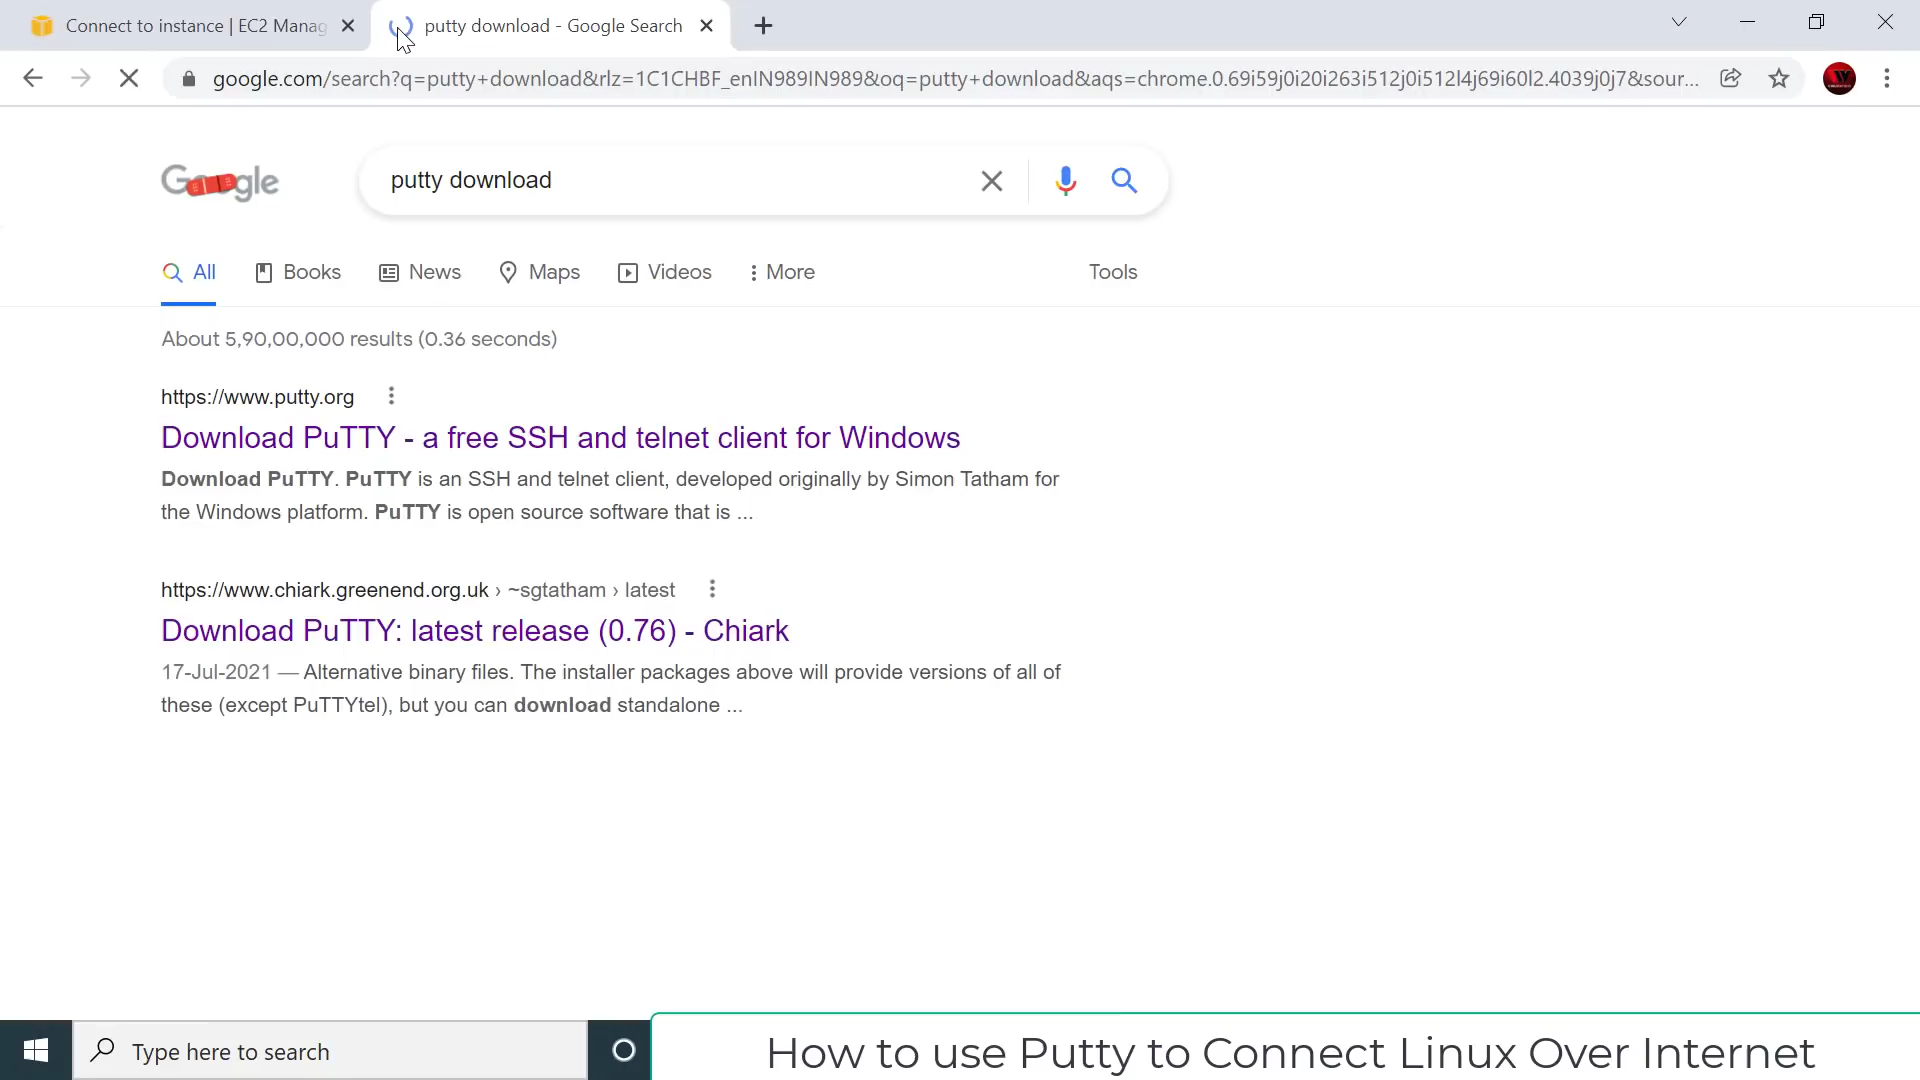 Connect to instance | EC2 Manag
putty download - Google Search
google.com/search?q=putty+download&rlz=1C1CHBF_enIN989IN989&oq=putty+download&aqs=chrome.0.69i59j0i20i263i512j0i512l4j69i60l2.4039j0j7&sour...
Google
putty download
All
Books
News
Maps
Videos
More
Tools
About 5,90,00,000 results (0.36 seconds)
https://www.putty.org
Download PuTTY - a free SSH and telnet client for Windows
Download PuTTY. PuTTY is an SSH and telnet client, developed originally by Simon Tatham for
the Windows platform. PuTTY is open source software that is ...
https://www.chiark.greenend.org.uk › ~sgtatham › latest
Download PuTTY: latest release (0.76) - Chiark
17-Jul-2021 — Alternative binary files. The installer packages above will provide versions of all of
these (except PuTTYtel), but you can download standalone ...
Type here to search
How to use Putty to Connect Linux Over Internet